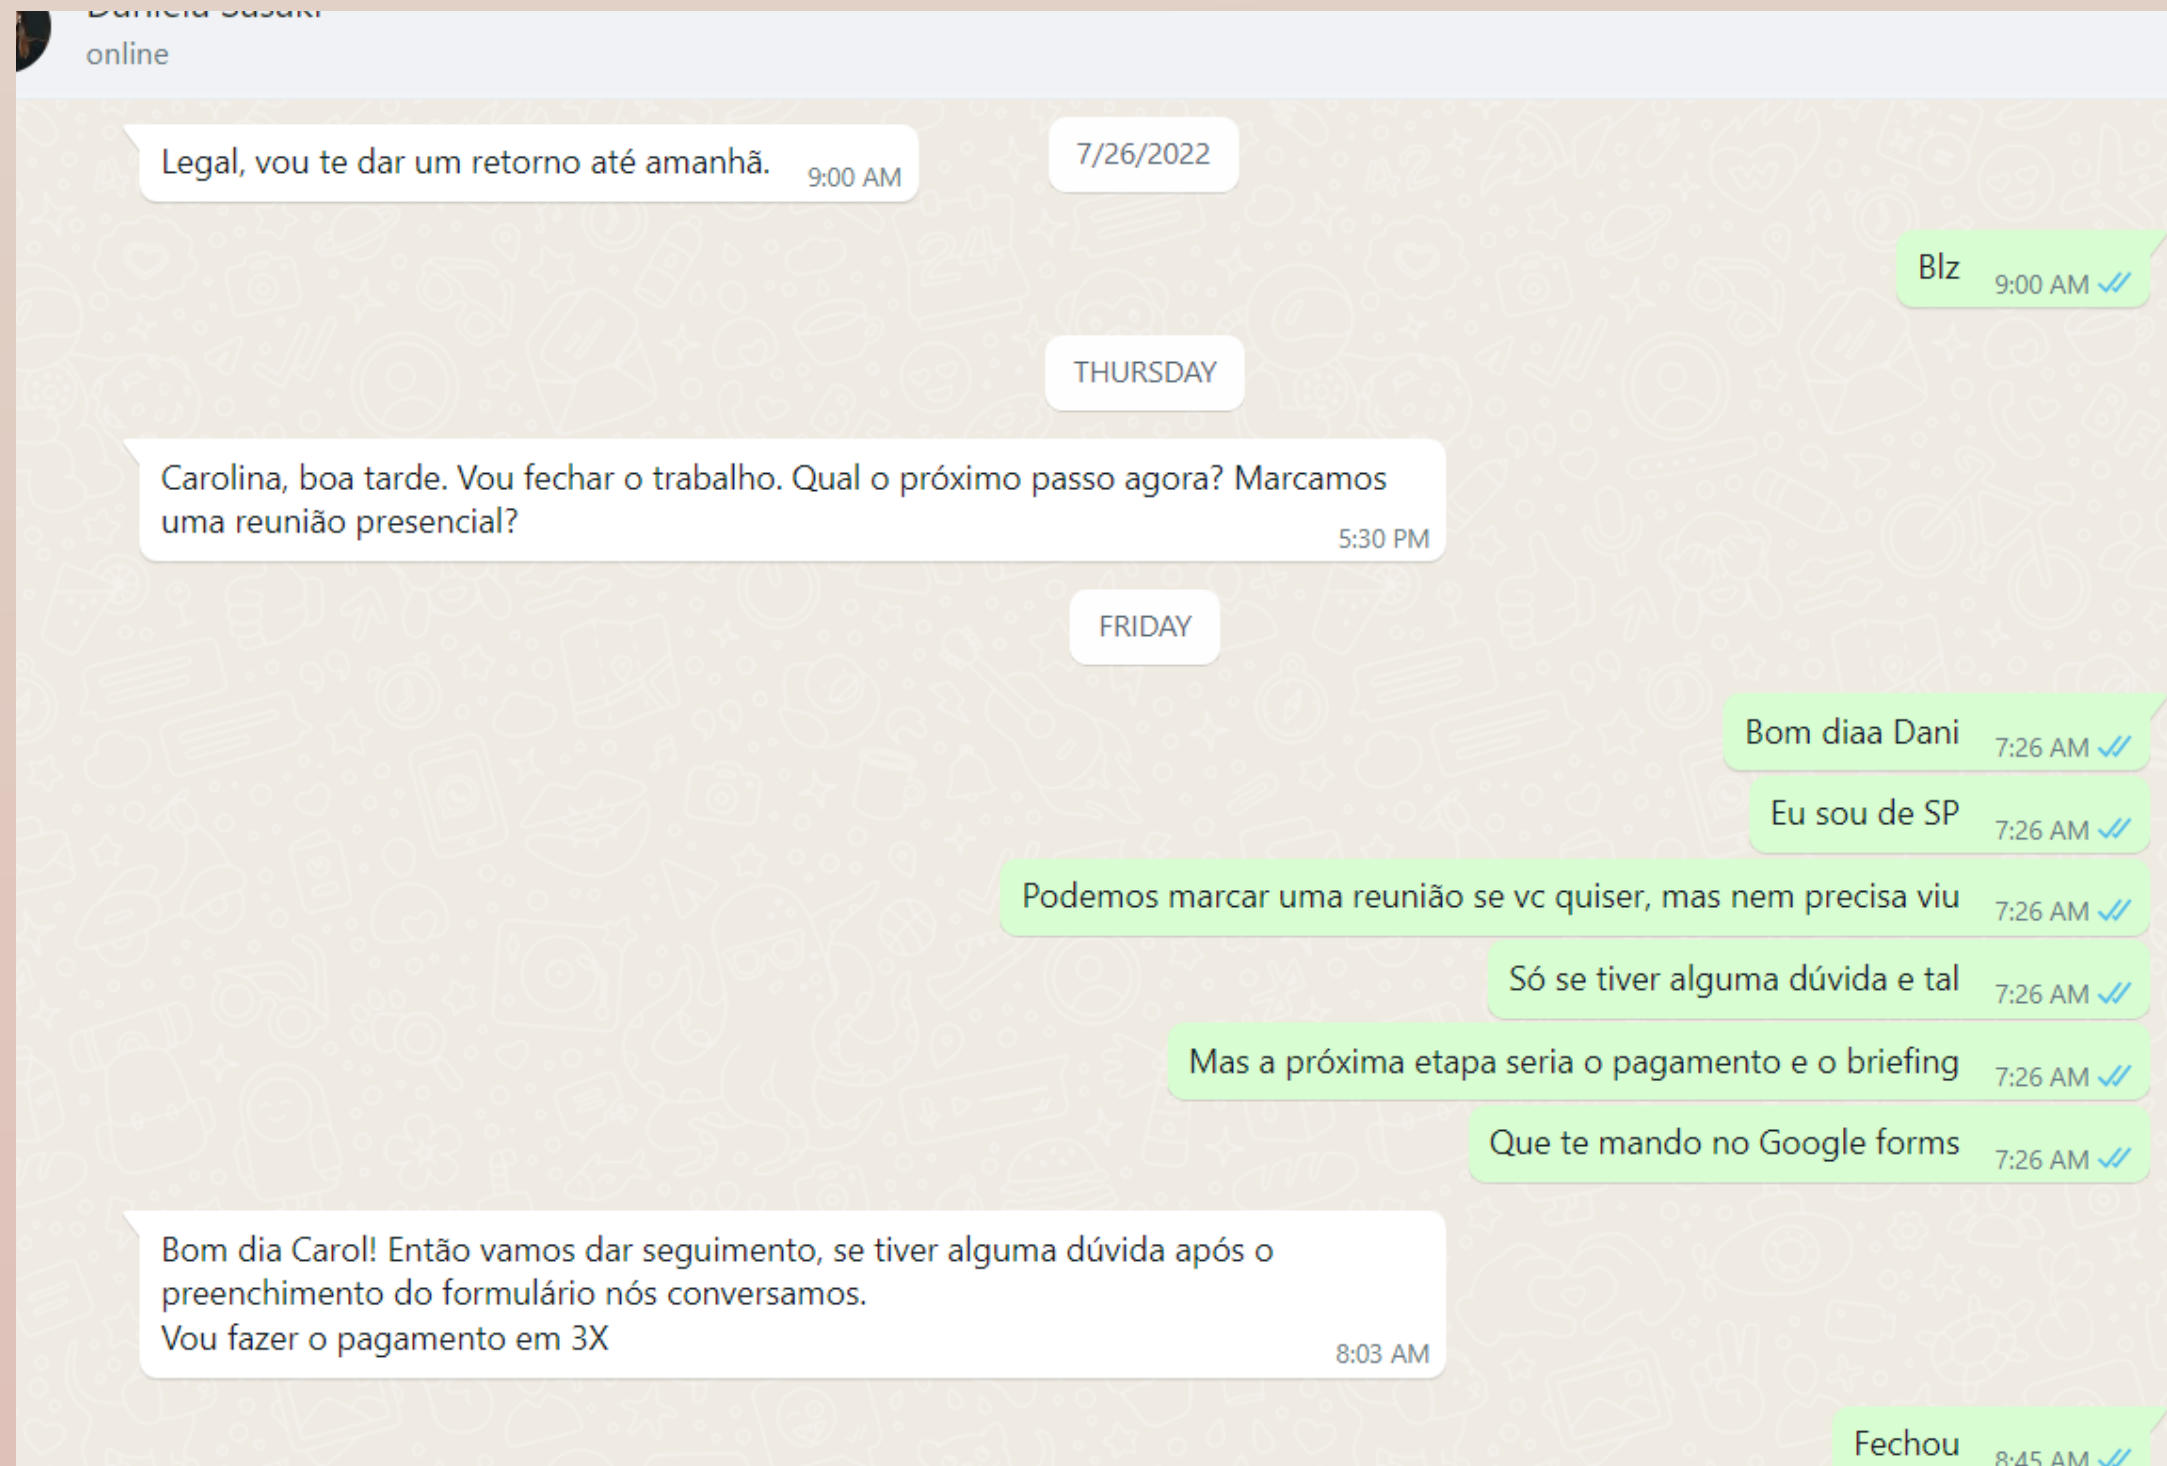 online
7/26/2022
Legal, vou te dar um retorno até amanhã. 9:00 AM
Blz 9:00 AM
THURSDAY
Carolina, boa tarde. Vou fechar o trabalho. Qual o próximo passo agora? Marcamos
uma reunião presencial? 5:30 PM
FRIDAY
Bom diaa Dani 7:26 AM
Eu sou de SP 7:26 AM
Podemos marcar uma reunião se vc quiser, mas nem precisa viu 7:26 AM
Só se tiver alguma dúvida e tal 7:26 AM
Mas a próxima etapa seria o pagamento e o briefing 7:26 AM
Que te mando no Google forms 7:26 AM
Bom dia Carol! Então vamos dar seguimento, se tiver alguma dúvida após o
preenchimento do formulário nós conversamos.
Vou fazer o pagamento em 3X 8:03 AM
Fechou 8:45 AM